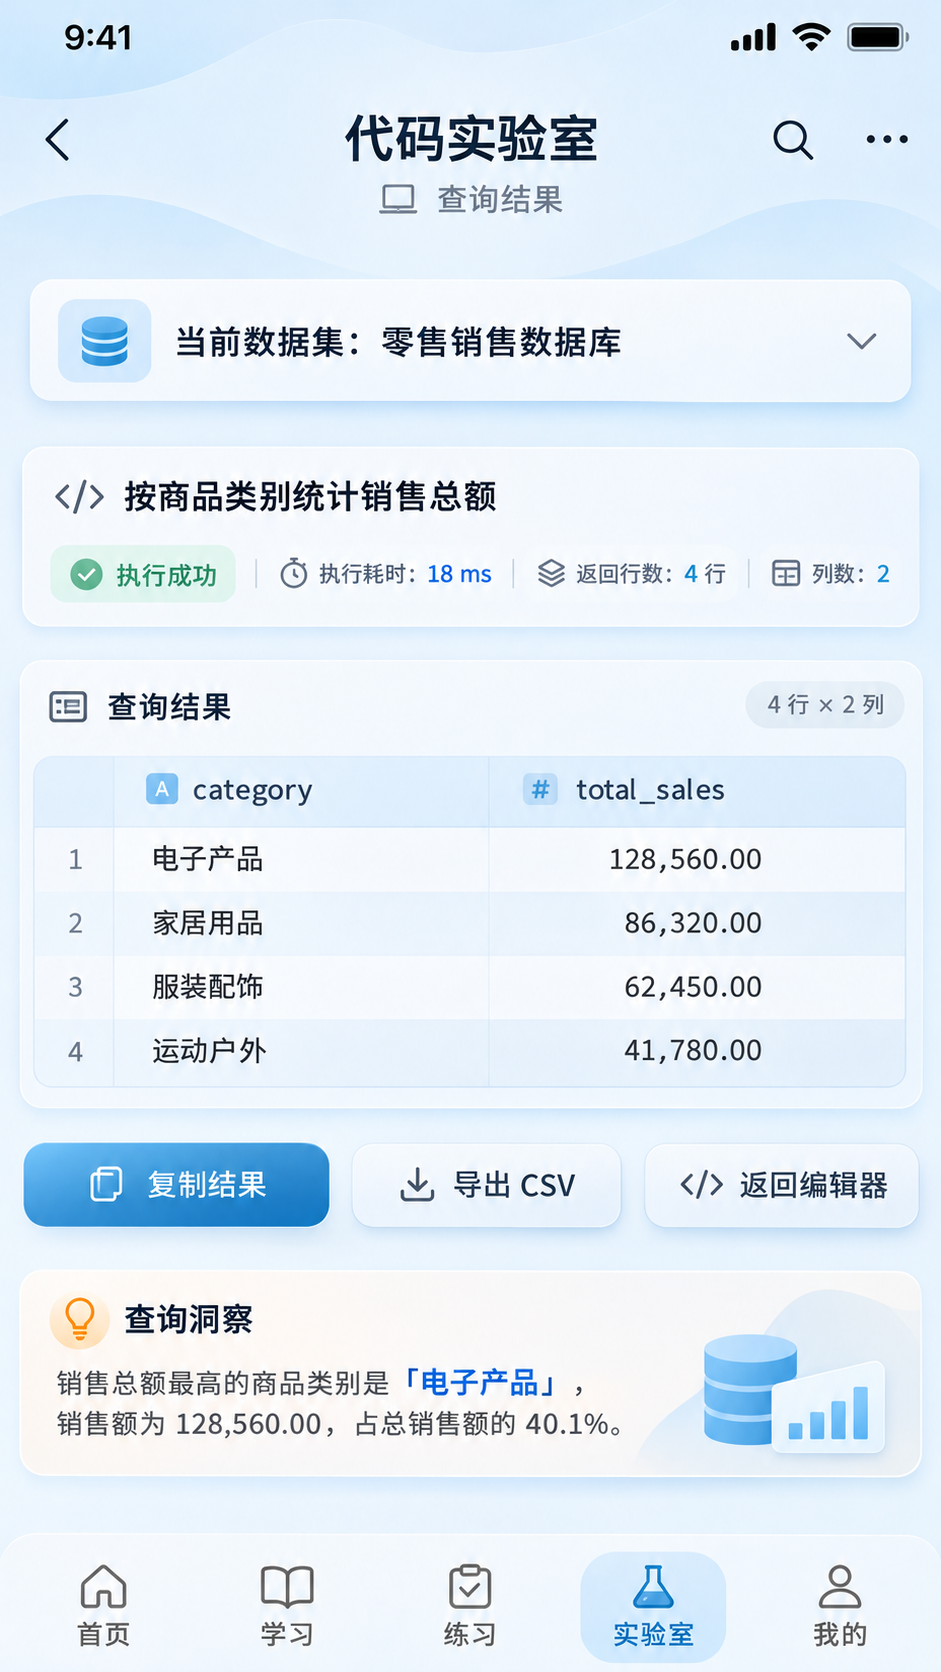 9:41
代码实验室
查询结果
当前数据集：零售销售数据库
</> 按商品类别统计销售总额
执行成功 执行耗时：18 ms 返回行数：4 行 列数：2
查询结果 4 行 × 2 列
A category # total_sales
1 电子产品 128,560.00
2 家居用品 86,320.00
3 服装配饰 62,450.00
4 运动户外 41,780.00
复制结果 导出 CSV </> 返回编辑器
查询洞察
销售总额最高的商品类别是「电子产品」，
销售额为 128,560.00，占总销售额的 40.1%。
首页 学习 练习 实验室 我的